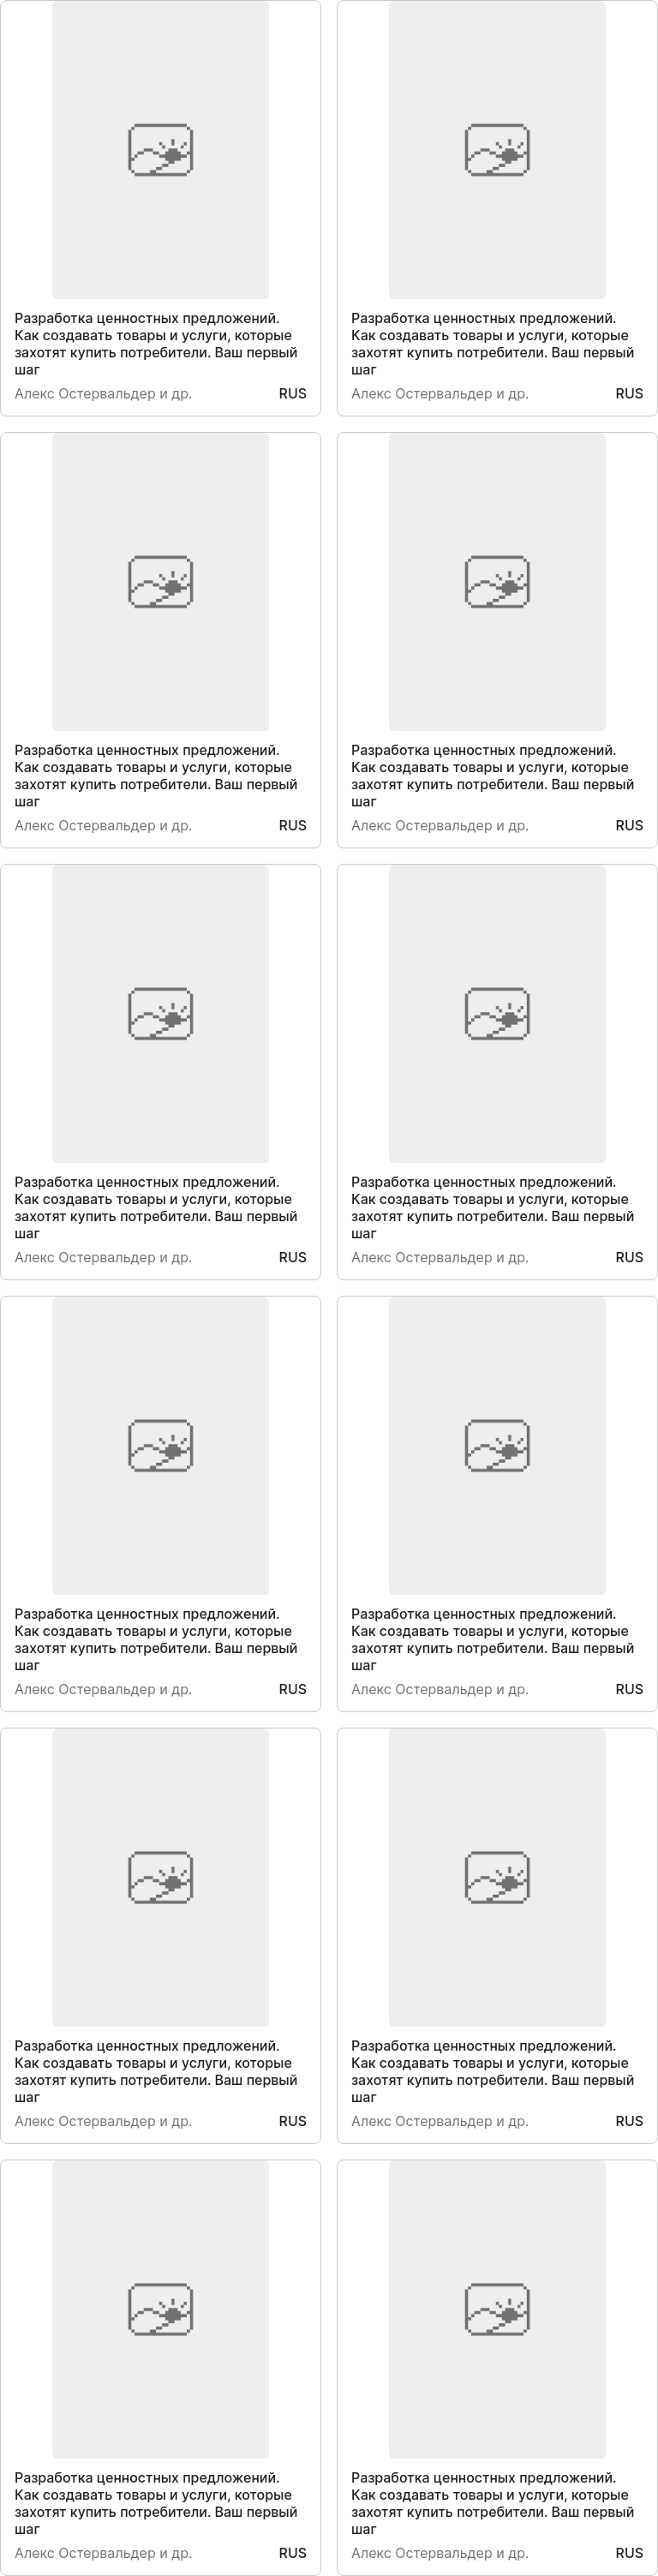 Разработка ценностных предложений.
Как создавать товары и услуги, которые
захотят купить потребители. Ваш первый
шаг
Алекс Остервальдер и др. RUS
Разработка ценностных предложений.
Как создавать товары и услуги, которые
захотят купить потребители. Ваш первый
шаг
Алекс Остервальдер и др. RUS
Разработка ценностных предложений.
Как создавать товары и услуги, которые
захотят купить потребители. Ваш первый
шаг
Алекс Остервальдер и др. RUS
Разработка ценностных предложений.
Как создавать товары и услуги, которые
захотят купить потребители. Ваш первый
шаг
Алекс Остервальдер и др. RUS
Разработка ценностных предложений.
Как создавать товары и услуги, которые
захотят купить потребители. Ваш первый
шаг
Алекс Остервальдер и др. RUS
Разработка ценностных предложений.
Как создавать товары и услуги, которые
захотят купить потребители. Ваш первый
шаг
Алекс Остервальдер и др. RUS
Разработка ценностных предложений.
Как создавать товары и услуги, которые
захотят купить потребители. Ваш первый
шаг
Алекс Остервальдер и др. RUS
Разработка ценностных предложений.
Как создавать товары и услуги, которые
захотят купить потребители. Ваш первый
шаг
Алекс Остервальдер и др. RUS
Разработка ценностных предложений.
Как создавать товары и услуги, которые
захотят купить потребители. Ваш первый
шаг
Алекс Остервальдер и др. RUS
Разработка ценностных предложений.
Как создавать товары и услуги, которые
захотят купить потребители. Ваш первый
шаг
Алекс Остервальдер и др. RUS
Разработка ценностных предложений.
Как создавать товары и услуги, которые
захотят купить потребители. Ваш первый
шаг
Алекс Остервальдер и др. RUS
Разработка ценностных предложений.
Как создавать товары и услуги, которые
захотят купить потребители. Ваш первый
шаг
Алекс Остервальдер и др. RUS